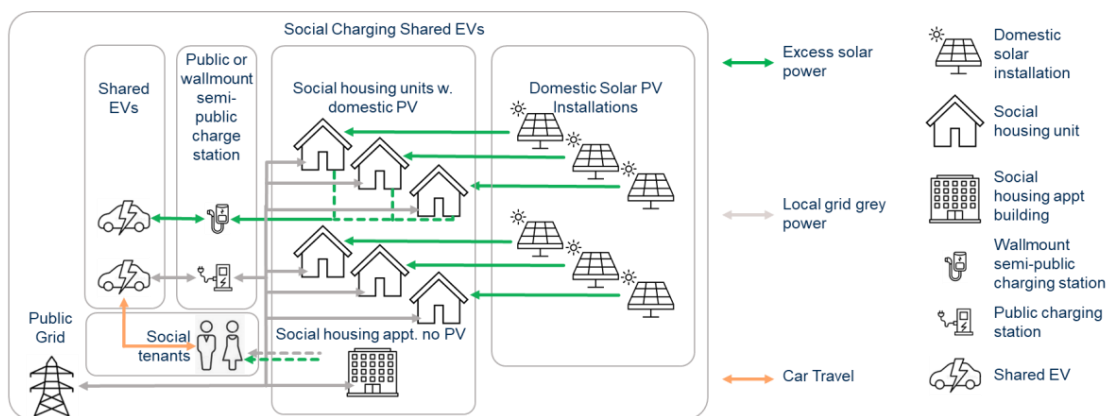 Social Charging Shared EVs
Shared
EVs
Public or
wallmount
semi-
public
charge
station
Social housing units w.
domestic PV
Domestic Solar PV
Installations
Public
Grid
Social
tenants
Social housing appt. no PV
Excess solar
power
Local grid grey
power
Car Travel
Domestic
solar
installation
Social
housing unit
Social
housing appt
building
Wallmount
semi-public
charging station
Public charging
station
Shared EV